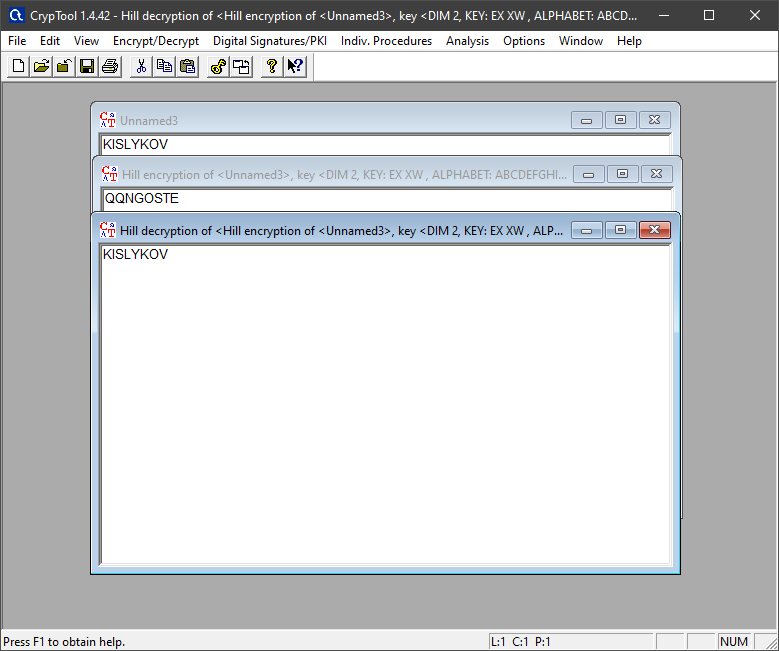 CrypTool 1.4.42 - Hill decryption of <Hill encryption of <Unnamed3>, key <DIM 2, KEY: EX XW , ALPHABET: ABCD...
File Edit View Encrypt/Decrypt Digital Signatures/PKI Indiv. Procedures Analysis Options Window Help
Unnamed3
KISLYKOV
Hill encryption of <Unnamed3>, key <DIM 2, KEY: EX XW , ALPHABET: ABCDEFGHI...
QQNGOSTE
Hill decryption of <Hill encryption of <Unnamed3>, key <DIM 2, KEY: EX XW , ALP...
KISLYKOV
Press F1 to obtain help. L:1 C:1 P:1 NUM